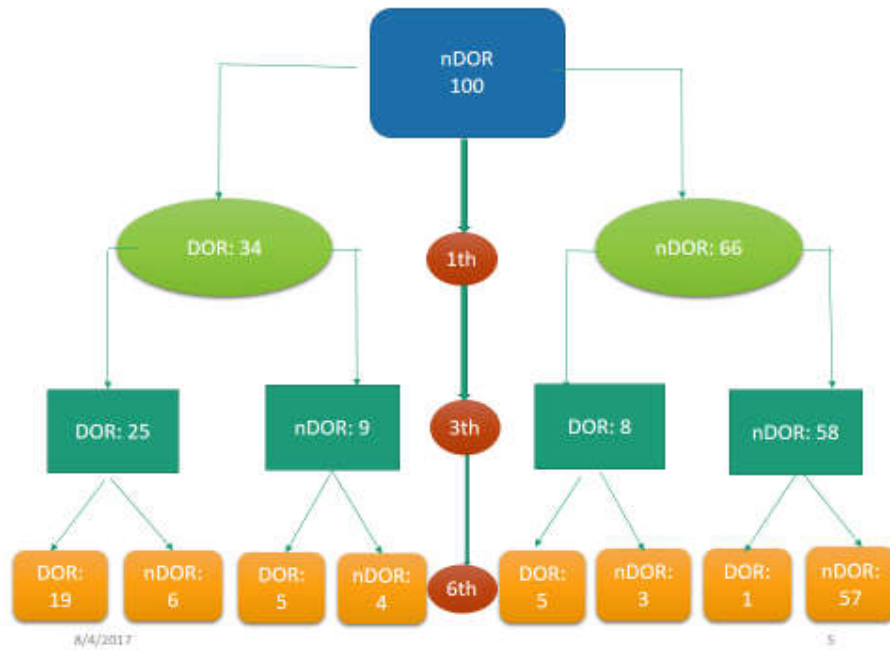 nDOR
100
DOR: 34
1th
nDOR: 66
DOR: 25
nDOR: 9
3th
DOR: 8
nDOR: 58
DOR:
19
nDOR:
6
DOR:
5
nDOR:
4
6th
DOR:
5
nDOR:
3
DOR:
1
nDOR:
57
8/4/2017
5